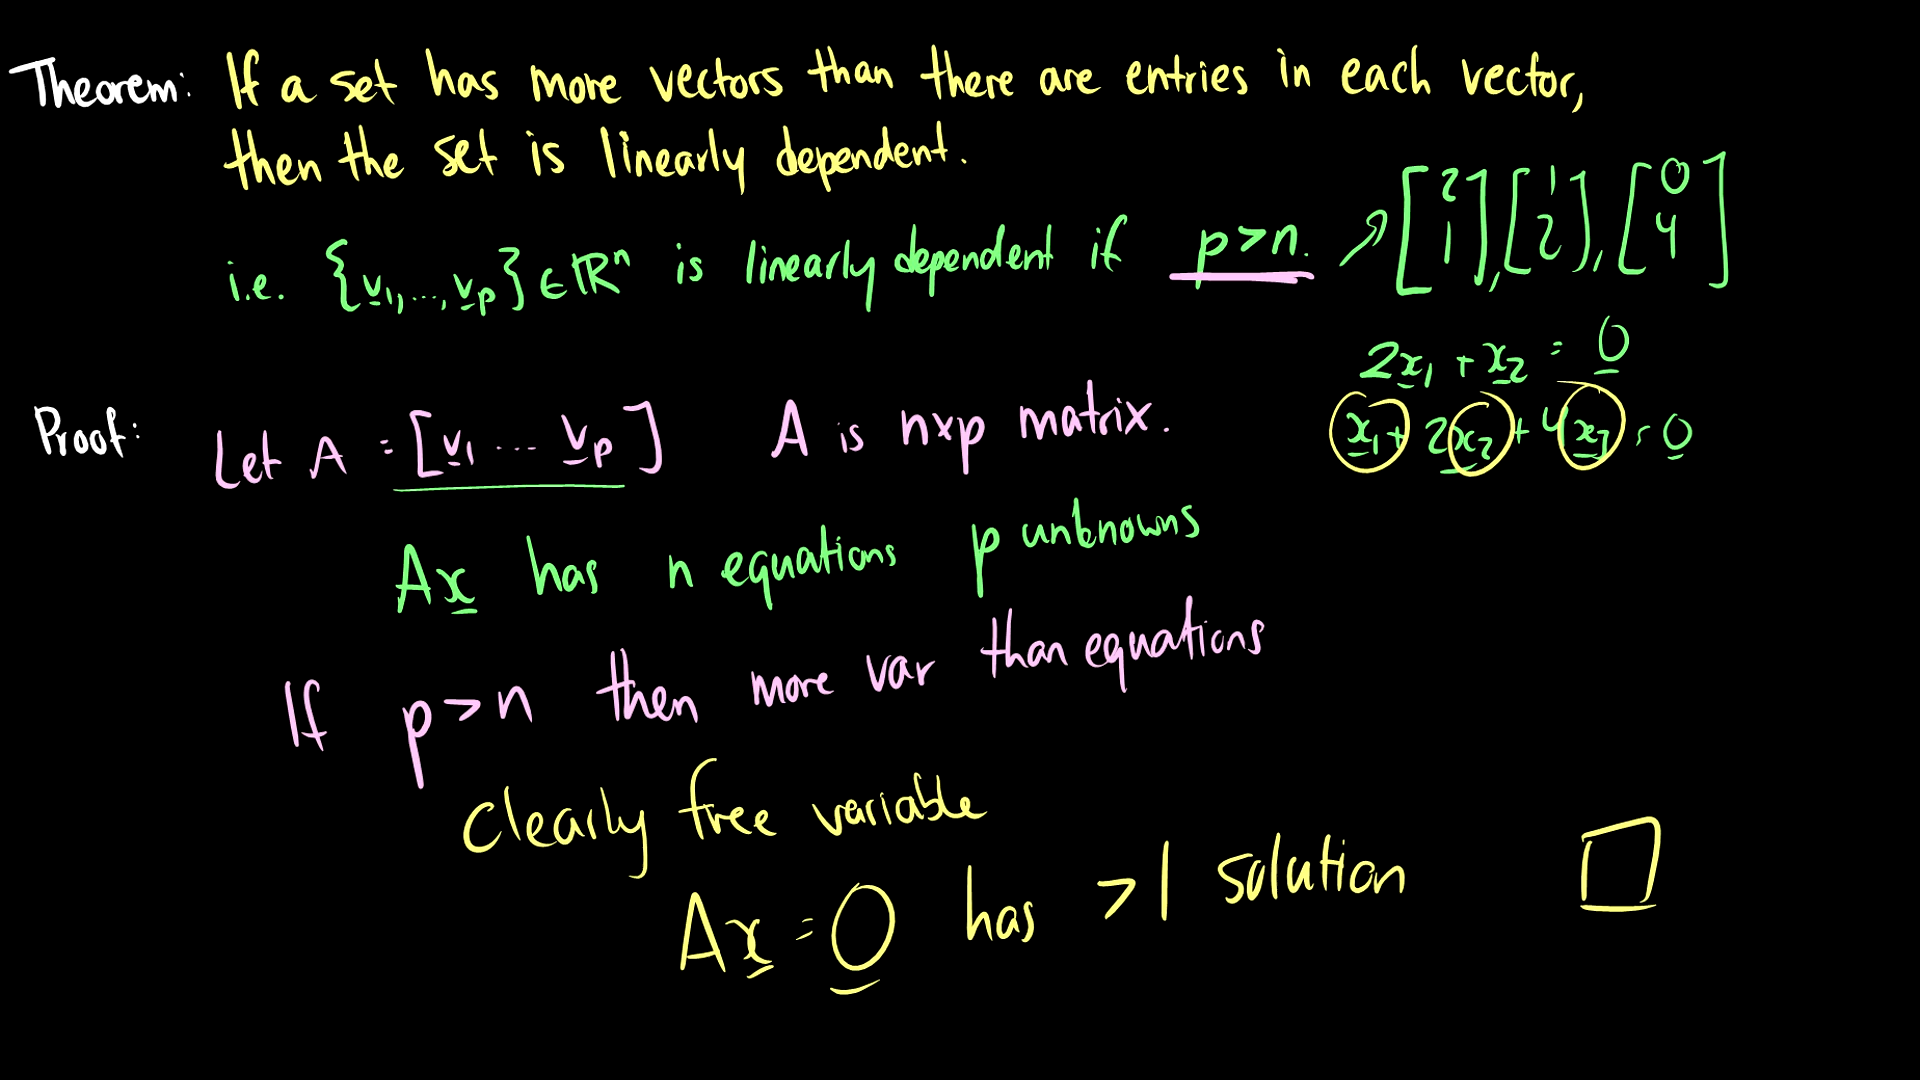 Theorem: If a set has more vectors than there are entries in each vector,
then the set is linearly dependent.
i.e. {v₁, ..., vₚ} ∈ ℝⁿ is linearly dependent if p>n. ↗ [2 1], [1 2], [0 4]
2x₁ + x₂ = 0
x₁ + 2x₂ + 4x₃ = 0
Proof: Let A = [v₁ ... vₚ] A is n×p matrix.
Ax has n equations p unknowns
If p>n then more var than equations
Clearly free variable
Ax = 0 has >1 solution □